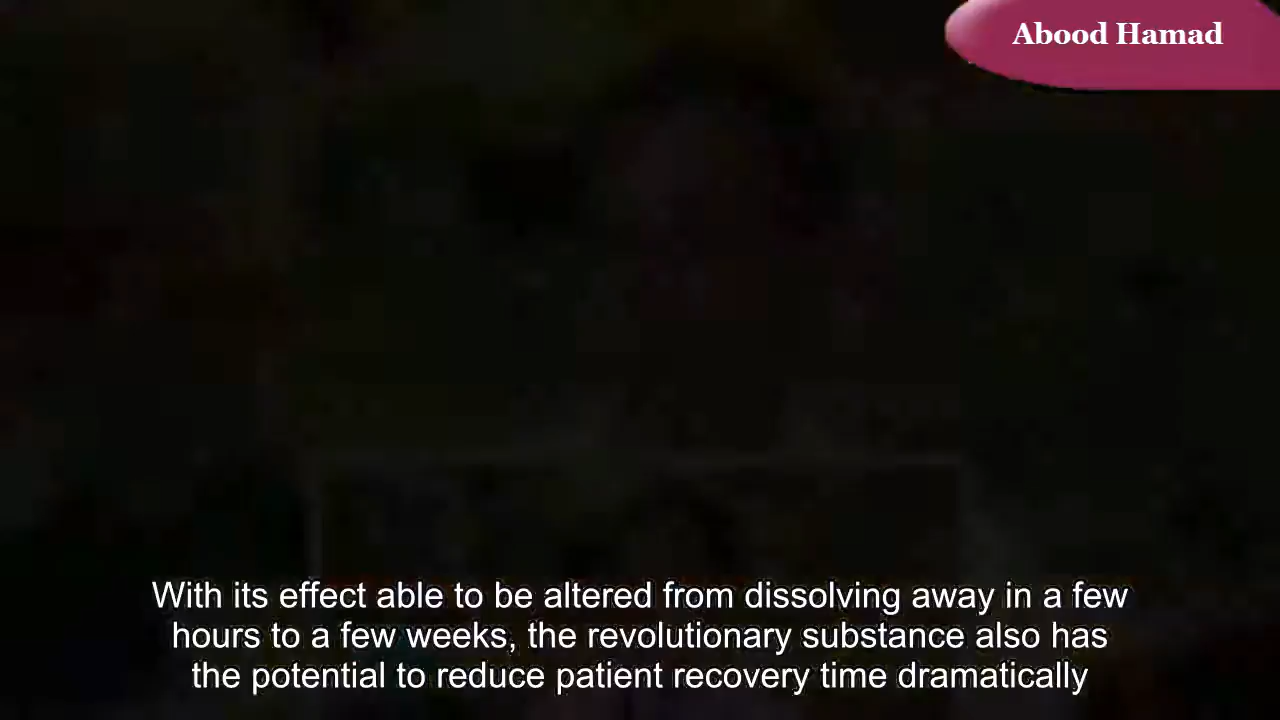 Abood Hamad
With its effect able to be altered from dissolving away in a few
hours to a few weeks, the revolutionary substance also has
the potential to reduce patient recovery time dramatically